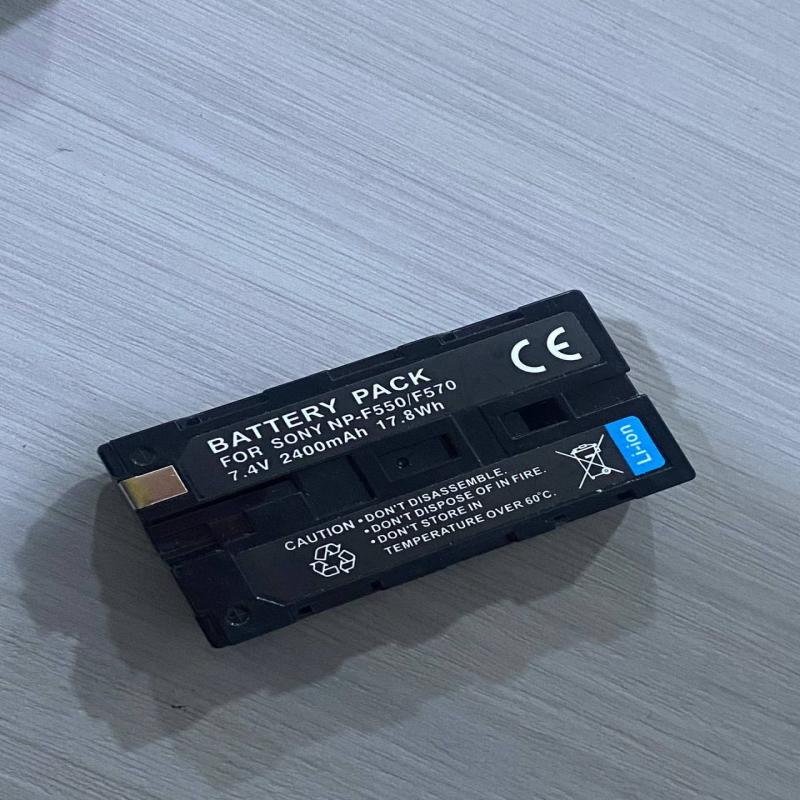 BATTERY PACK
FOR SONY NP-F550/F570
7.4V 2400mAh 17.8Wh
CE
Li-ion
CAUTION •DON'T DISASSEMBLE.
•DON'T DISPOSE OF IN FIRE.
•DON'T STORE IN
TEMPERATURE OVER 60°C.